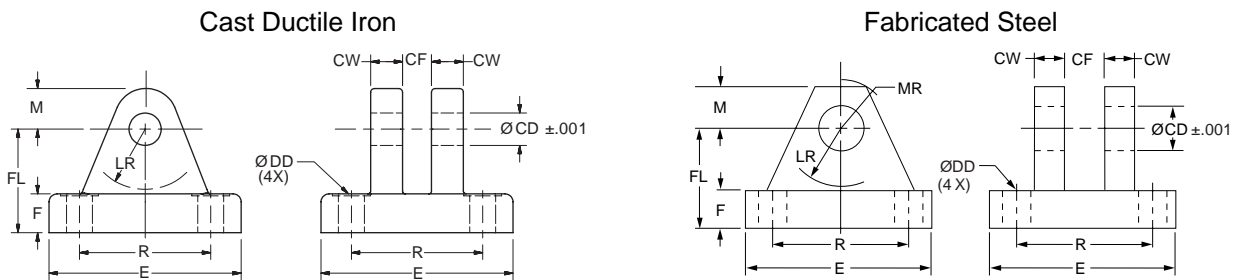 Cast Ductile Iron
CW CF CW
M
ØCD ±.001
LR
ØDD
(4X)
FL
F
R
E
R
E
Fabricated Steel
CW CF CW
MR
M
ØCD ±.001
LR
ØDD
(4X)
FL
F
R
E
R
E